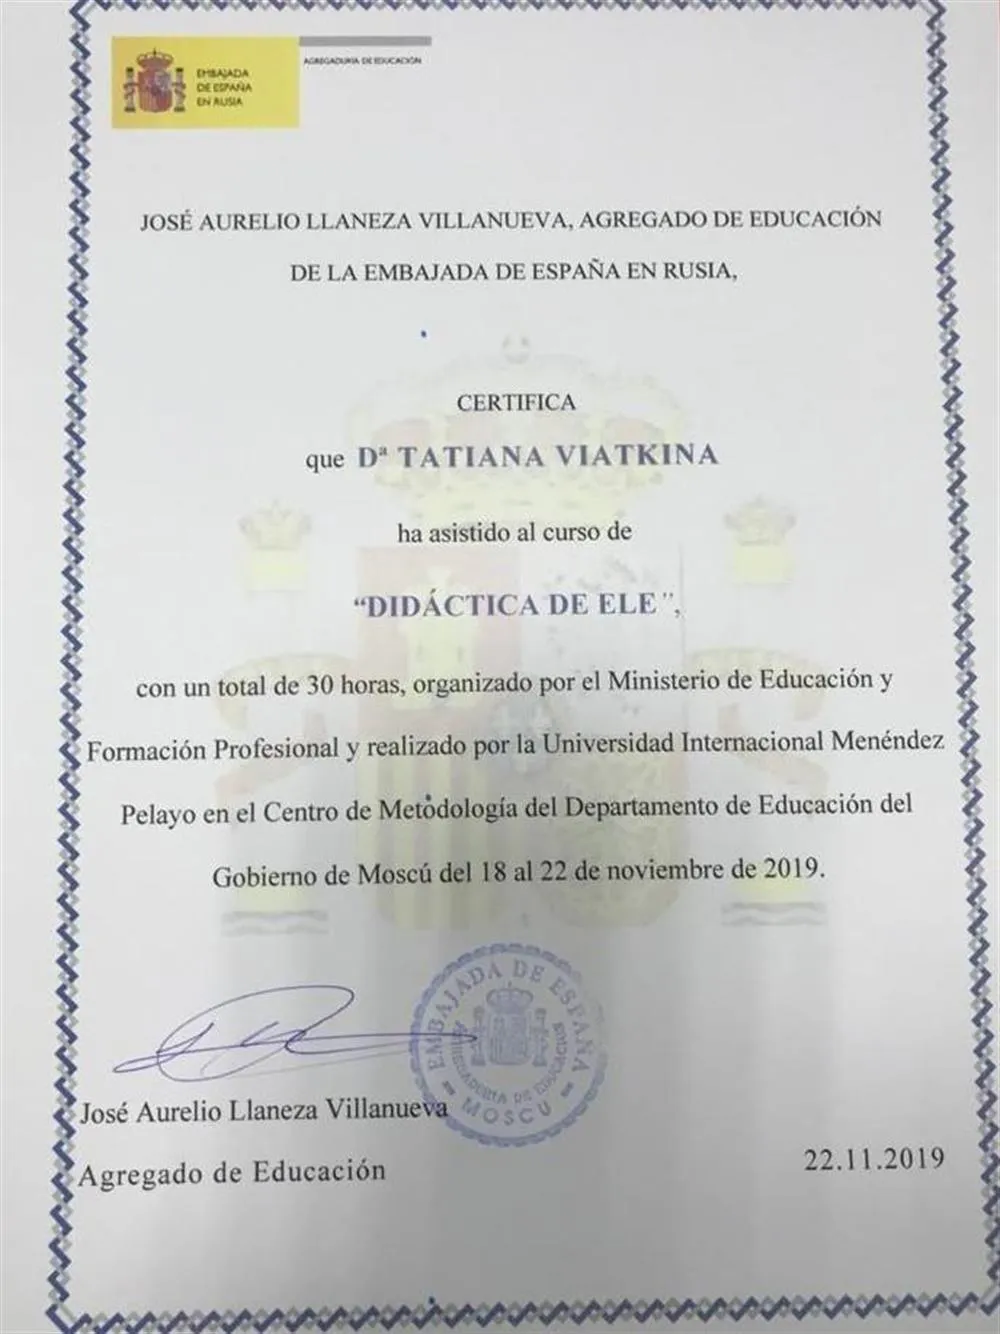 EMBAJADA
DE ESPAÑA
EN RUSIA
AGREGADURÍA DE EDUCACIÓN
JOSÉ AURELIO LLANEZA VILLANUEVA, AGREGADO DE EDUCACIÓN
DE LA EMBAJADA DE ESPAÑA EN RUSIA,
CERTIFICA
que Dª TATIANA VIATKINA
ha asistido al curso de
“DIDÁCTICA DE ELE”,
con un total de 30 horas, organizado por el Ministerio de Educación y
Formación Profesional y realizado por la Universidad Internacional Menéndez
Pelayo en el Centro de Metodología del Departamento de Educación del
Gobierno de Moscú del 18 al 22 de noviembre de 2019.
EMBAJADA DE ESPAÑA
AGREGADURIA DE EDUCACION
- MOSCU -
José Aurelio Llaneza Villanueva
Agregado de Educación
22.11.2019